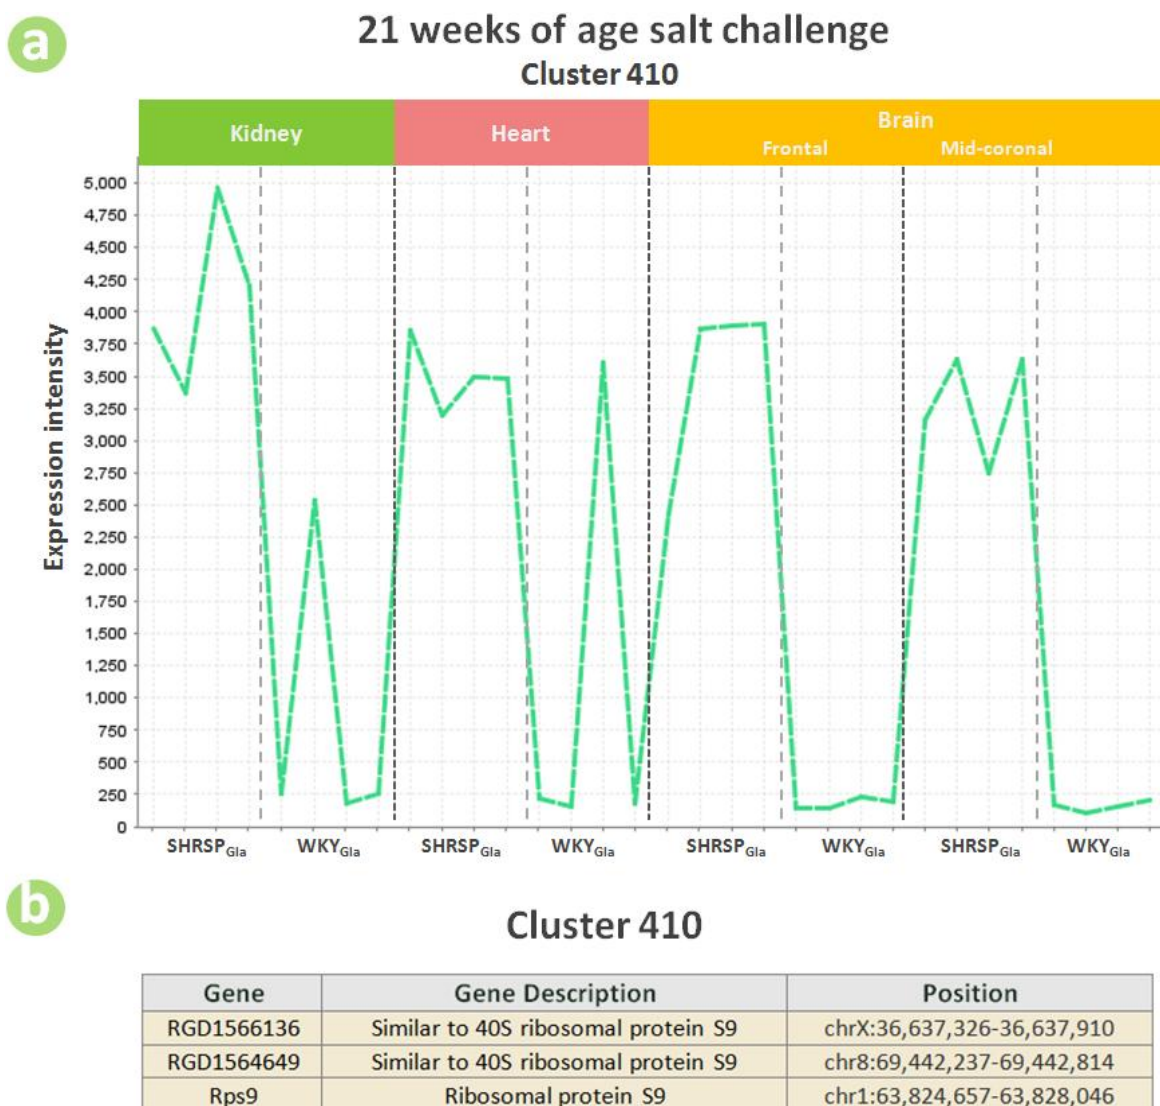 a
21 weeks of age salt challenge
Cluster 410
Kidney Heart Brain
Frontal Mid-coronal
5,000
4,750
4,500
4,250
4,000
3,750
3,500
3,250
3,000
2,750
2,500
2,250
2,000
1,750
1,500
1,250
1,000
750
500
250
0
Expression intensity
SHRSPGla WKYGla SHRSPGla WKYGla SHRSPGla WKYGla SHRSPGla WKYGla
b
Cluster 410
Gene Gene Description Position
RGD1566136 Similar to 40S ribosomal protein S9 chrX:36,637,326-36,637,910
RGD1564649 Similar to 40S ribosomal protein S9 chr8:69,442,237-69,442,814
Rps9 Ribosomal protein S9 chr1:63,824,657-63,828,046